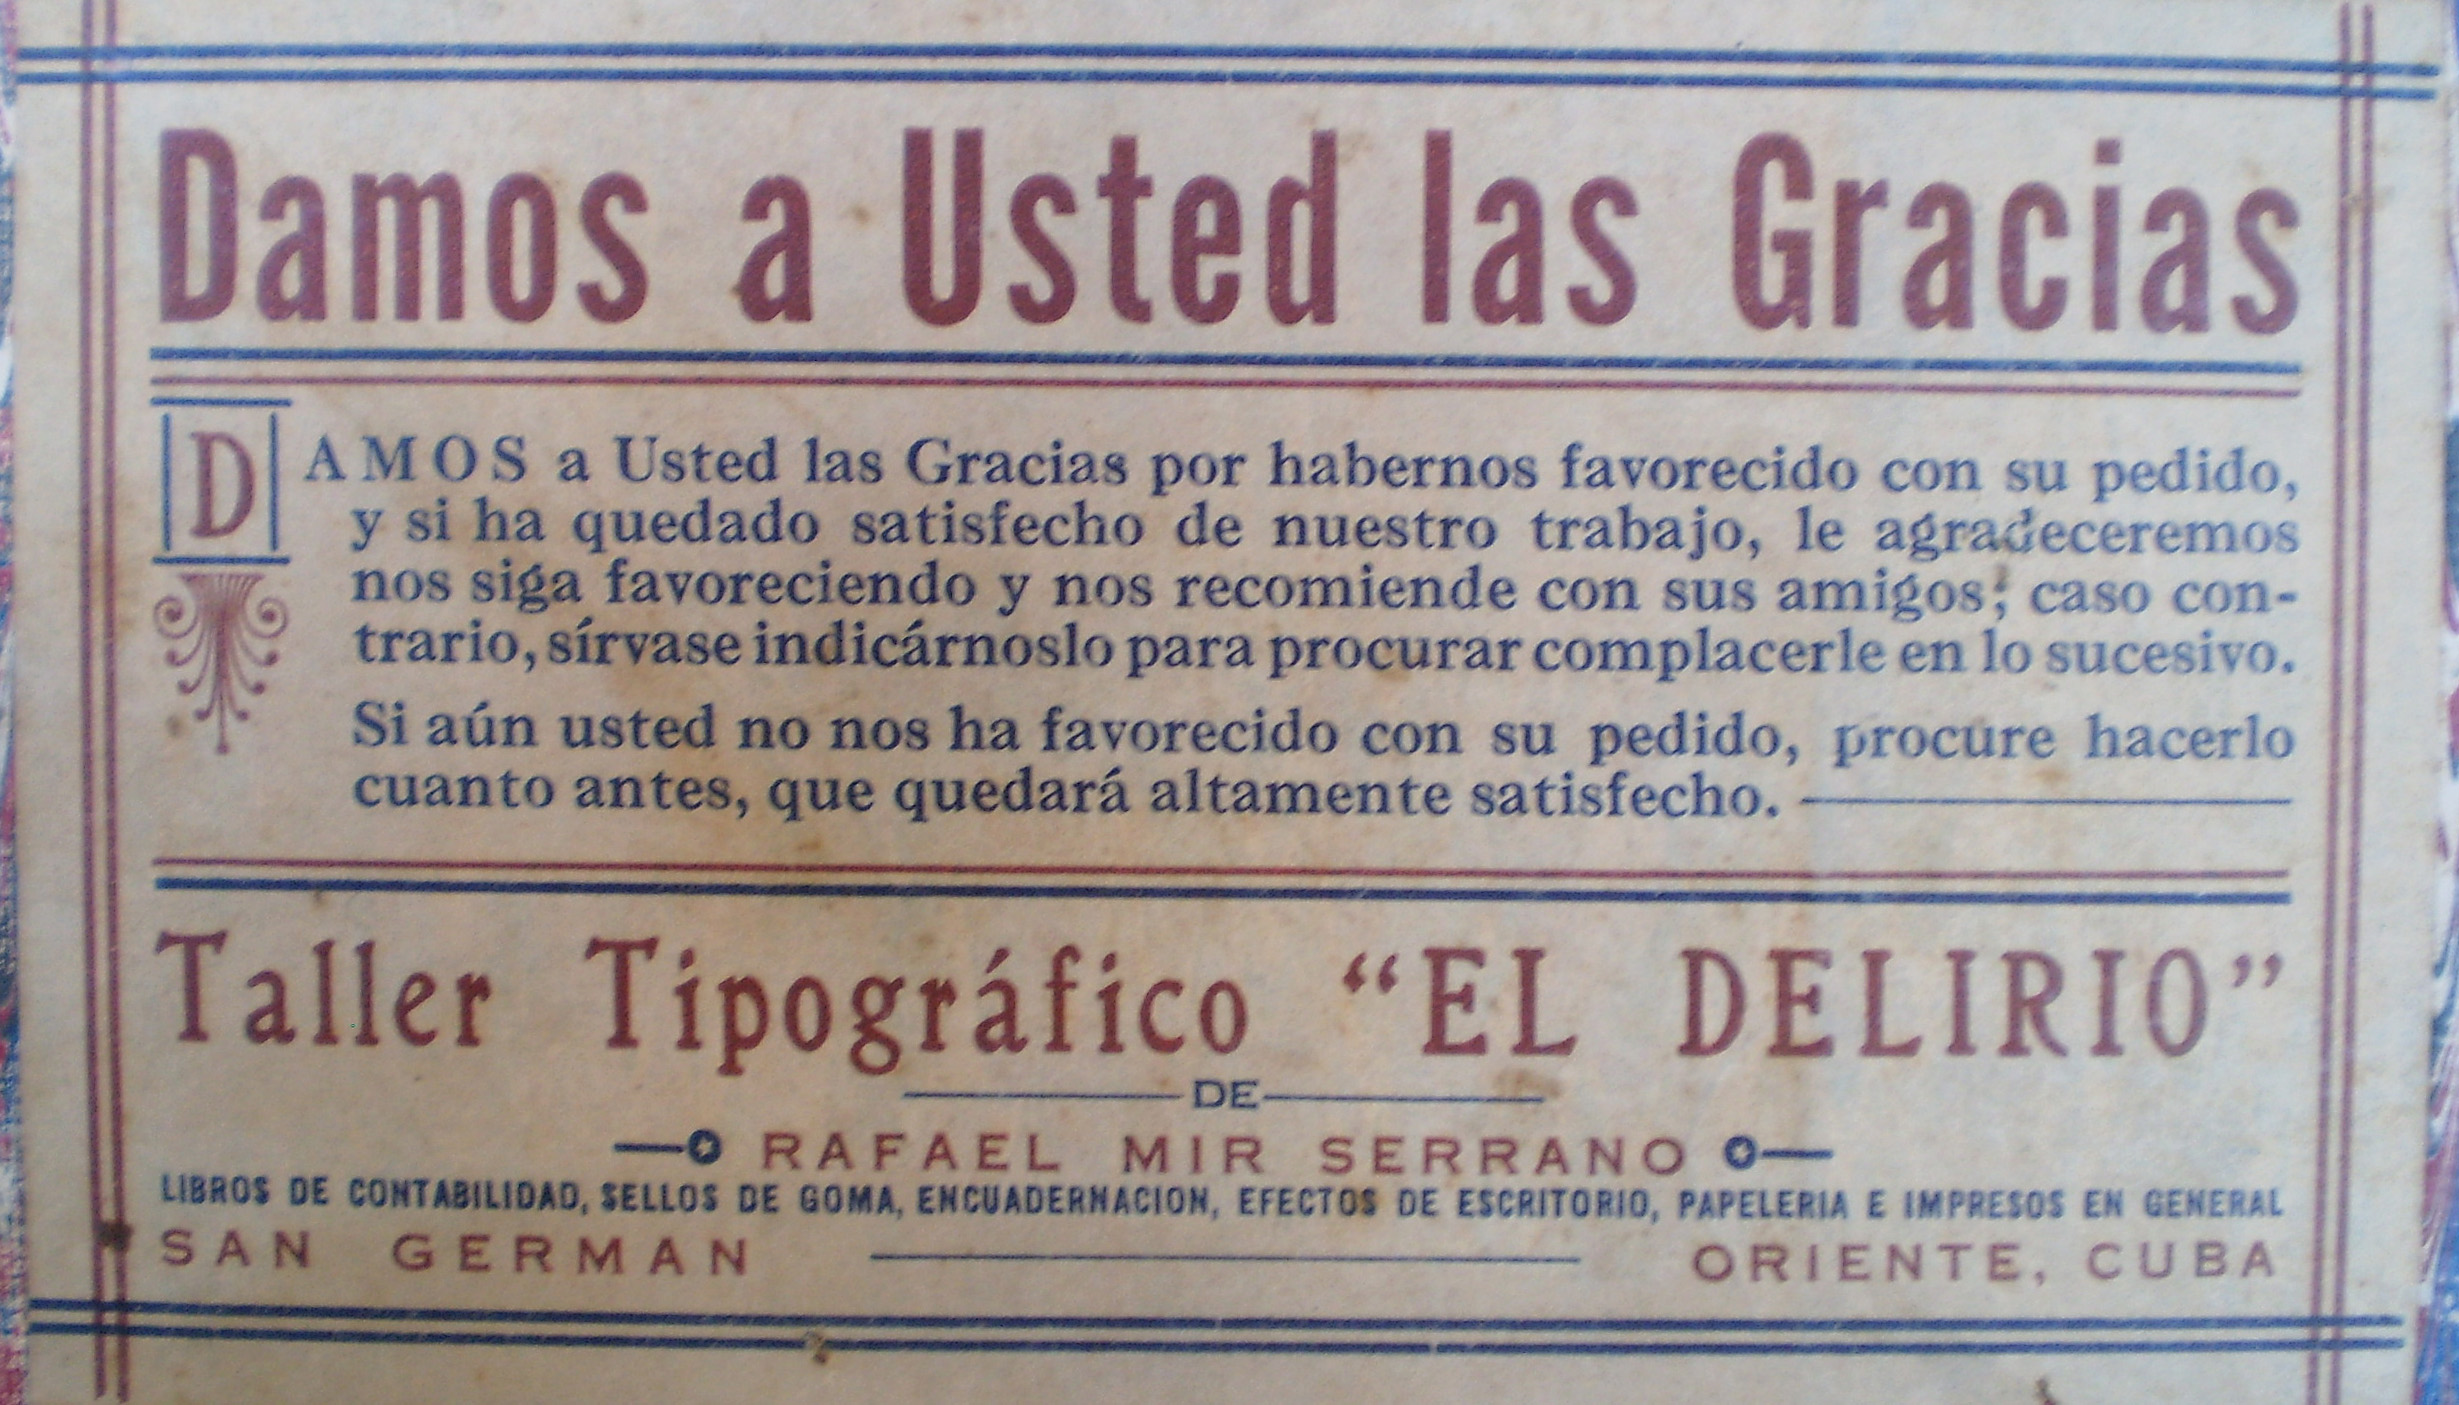 Damos a Usted las Gracias
DAMOS a Usted las Gracias por habernos favorecido con su pedido,
y si ha quedado satisfecho de nuestro trabajo, le agradeceremos
nos siga favoreciendo y nos recomiende con sus amigos; caso con-
trario, sírvase indicárnoslo para procurar complacerle en lo sucesivo.
Si aún usted no nos ha favorecido con su pedido, procure hacerlo
cuanto antes, que quedará altamente satisfecho.
Taller Tipográfico “EL DELIRIO”
DE
RAFAEL MIR SERRANO
LIBROS DE CONTABILIDAD, SELLOS DE GOMA, ENCUADERNACION, EFECTOS DE ESCRITORIO, PAPELERIA E IMPRESOS EN GENERAL
SAN GERMAN ORIENTE, CUBA